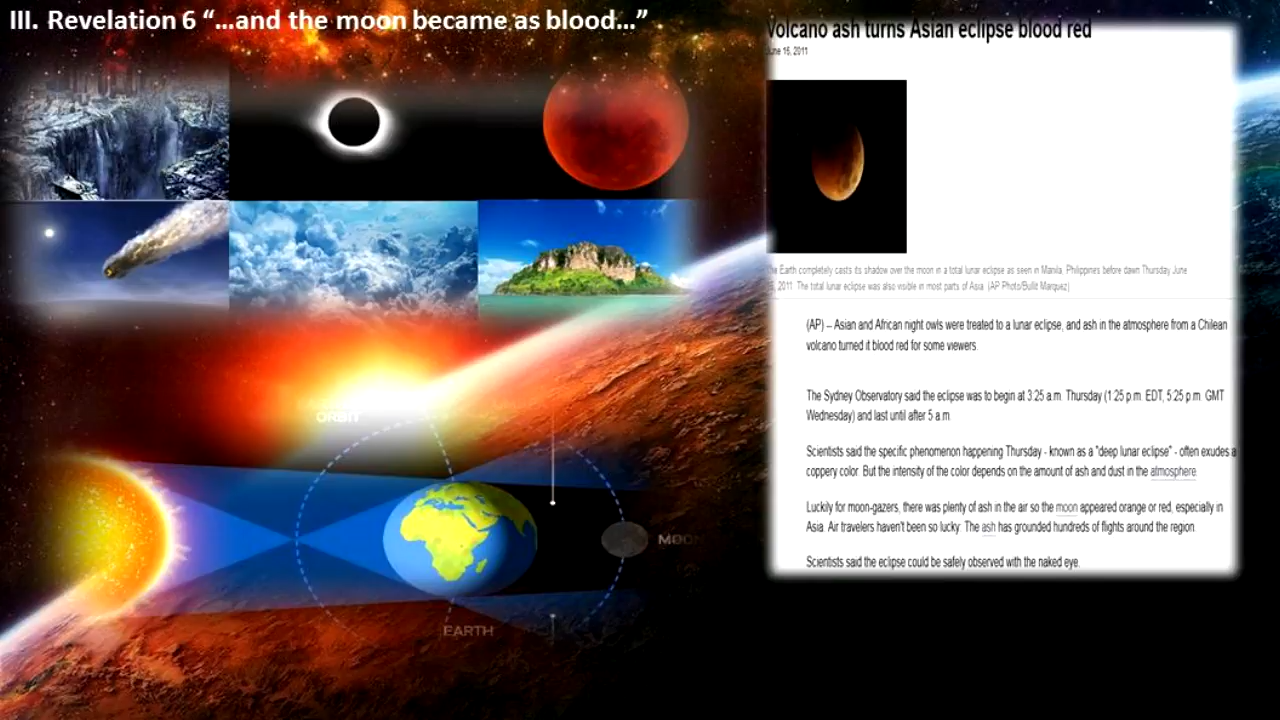 III. Revelation 6 “...and the moon became as blood...”
Volcano ash turns Asian eclipse blood red
June 15, 2011
The Earth completely casts its shadow over the moon in a total lunar eclipse as seen in Manila, Philippines before dawn Thursday June
2011. The total lunar eclipse was also visible in most parts of Asia. (AP Photo/Bullit Marquez)
(AP) -- Asian and African night owls were treated to a lunar eclipse, and ash in the atmosphere from a Chilean
volcano turned it blood red for some viewers.
The Sydney Observatory said the eclipse was to begin at 3:25 a.m. Thursday (1:25 p.m. EDT, 5:25 p.m. GMT
Wednesday) and last until after 5 a.m.
Scientists said the specific phenomenon happening Thursday - known as a "deep lunar eclipse" - often exudes a
coppery color. But the intensity of the color depends on the amount of ash and dust in the atmosphere.
Luckily for moon-gazers, there was plenty of ash in the air so the moon appeared orange or red, especially in
Asia. Air travelers haven't been so lucky: The ash has grounded hundreds of flights around the region.
Scientists said the eclipse could be safely observed with the naked eye.
ORBIT
MOON
EARTH